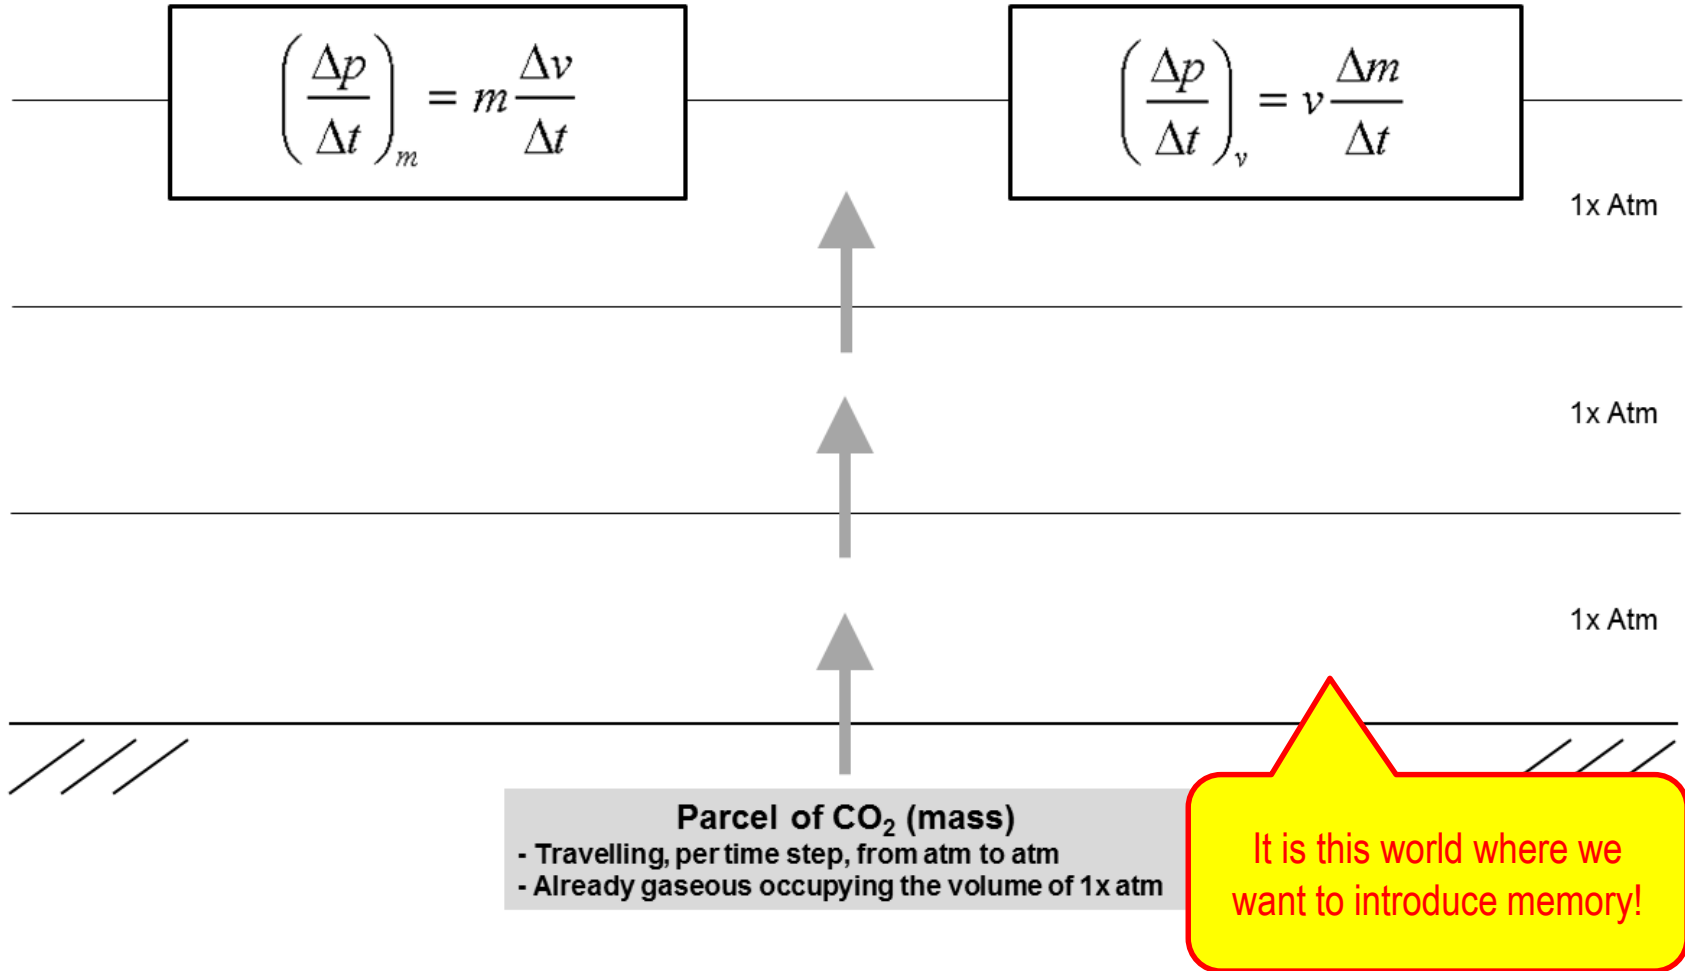 (Δp/Δt)_m = m Δv/Δt
(Δp/Δt)_v = v Δm/Δt
1x Atm
1x Atm
1x Atm
Parcel of CO₂ (mass)
- Travelling, per time step, from atm to atm
- Already gaseous occupying the volume of 1x atm
It is this world where we
want to introduce memory!